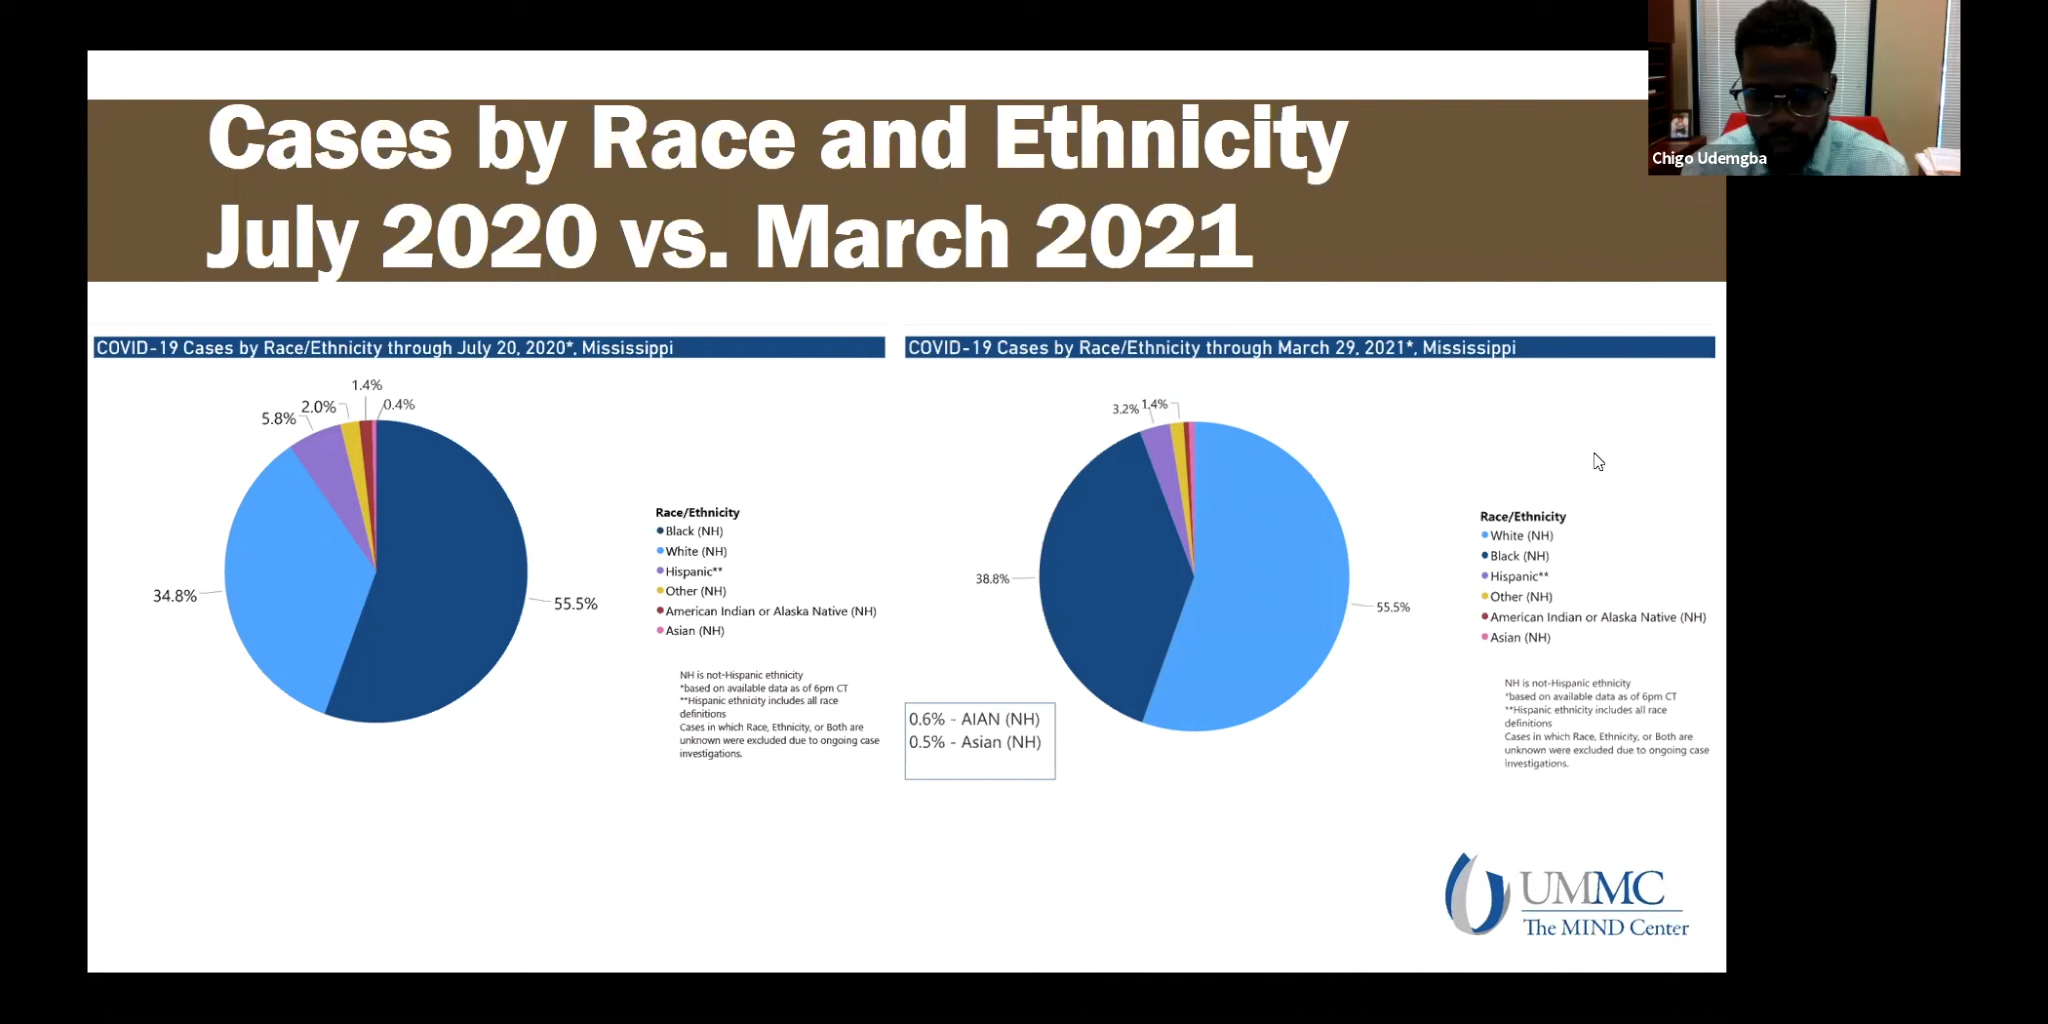 Chigo Udemgba
Cases by Race and Ethnicity
July 2020 vs. March 2021
COVID-19 Cases by Race/Ethnicity through July 20, 2020*, Mississippi
1.4%
0.4%
2.0%
5.8%
34.8%
55.5%
Race/Ethnicity
Black (NH)
White (NH)
Hispanic**
Other (NH)
American Indian or Alaska Native (NH)
Asian (NH)
NH is not-Hispanic ethnicity
*based on available data as of 6pm CT
**Hispanic ethnicity includes all race
definitions
Cases in which Race, Ethnicity, or Both are
unknown were excluded due to ongoing case
investigations.
COVID-19 Cases by Race/Ethnicity through March 29, 2021*, Mississippi
3.2%
1.4%
38.8%
55.5%
0.6% - AIAN (NH)
0.5% - Asian (NH)
Race/Ethnicity
White (NH)
Black (NH)
Hispanic**
Other (NH)
American Indian or Alaska Native (NH)
Asian (NH)
NH is not-Hispanic ethnicity
*based on available data as of 6pm CT
**Hispanic ethnicity includes all race
definitions
Cases in which Race, Ethnicity, or Both are
unknown were excluded due to ongoing case
investigations.
UMMC
The MIND Center